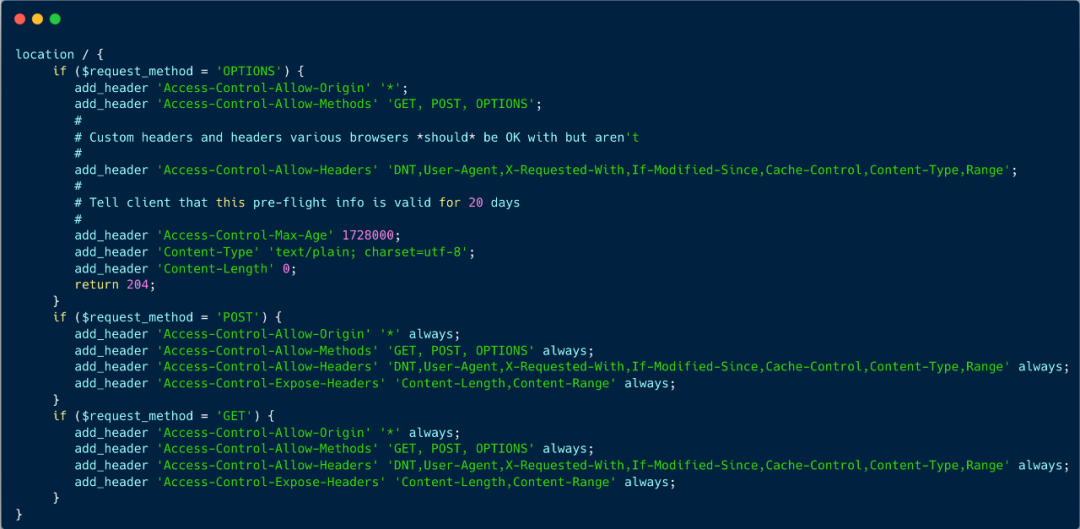 location / {
     if ($request_method = 'OPTIONS') {
        add_header 'Access-Control-Allow-Origin' '*';
        add_header 'Access-Control-Allow-Methods' 'GET, POST, OPTIONS';
        #
        # Custom headers and headers various browsers *should* be OK with but aren't
        #
        add_header 'Access-Control-Allow-Headers' 'DNT,User-Agent,X-Requested-With,If-Modified-Since,Cache-Control,Content-Type,Range';
        #
        # Tell client that this pre-flight info is valid for 20 days
        #
        add_header 'Access-Control-Max-Age' 1728000;
        add_header 'Content-Type' 'text/plain; charset=utf-8';
        add_header 'Content-Length' 0;
        return 204;
     }
     if ($request_method = 'POST') {
        add_header 'Access-Control-Allow-Origin' '*' always;
        add_header 'Access-Control-Allow-Methods' 'GET, POST, OPTIONS' always;
        add_header 'Access-Control-Allow-Headers' 'DNT,User-Agent,X-Requested-With,If-Modified-Since,Cache-Control,Content-Type,Range' always;
        add_header 'Access-Control-Expose-Headers' 'Content-Length,Content-Range' always;
     }
     if ($request_method = 'GET') {
        add_header 'Access-Control-Allow-Origin' '*' always;
        add_header 'Access-Control-Allow-Methods' 'GET, POST, OPTIONS' always;
        add_header 'Access-Control-Allow-Headers' 'DNT,User-Agent,X-Requested-With,If-Modified-Since,Cache-Control,Content-Type,Range' always;
        add_header 'Access-Control-Expose-Headers' 'Content-Length,Content-Range' always;
     }
}